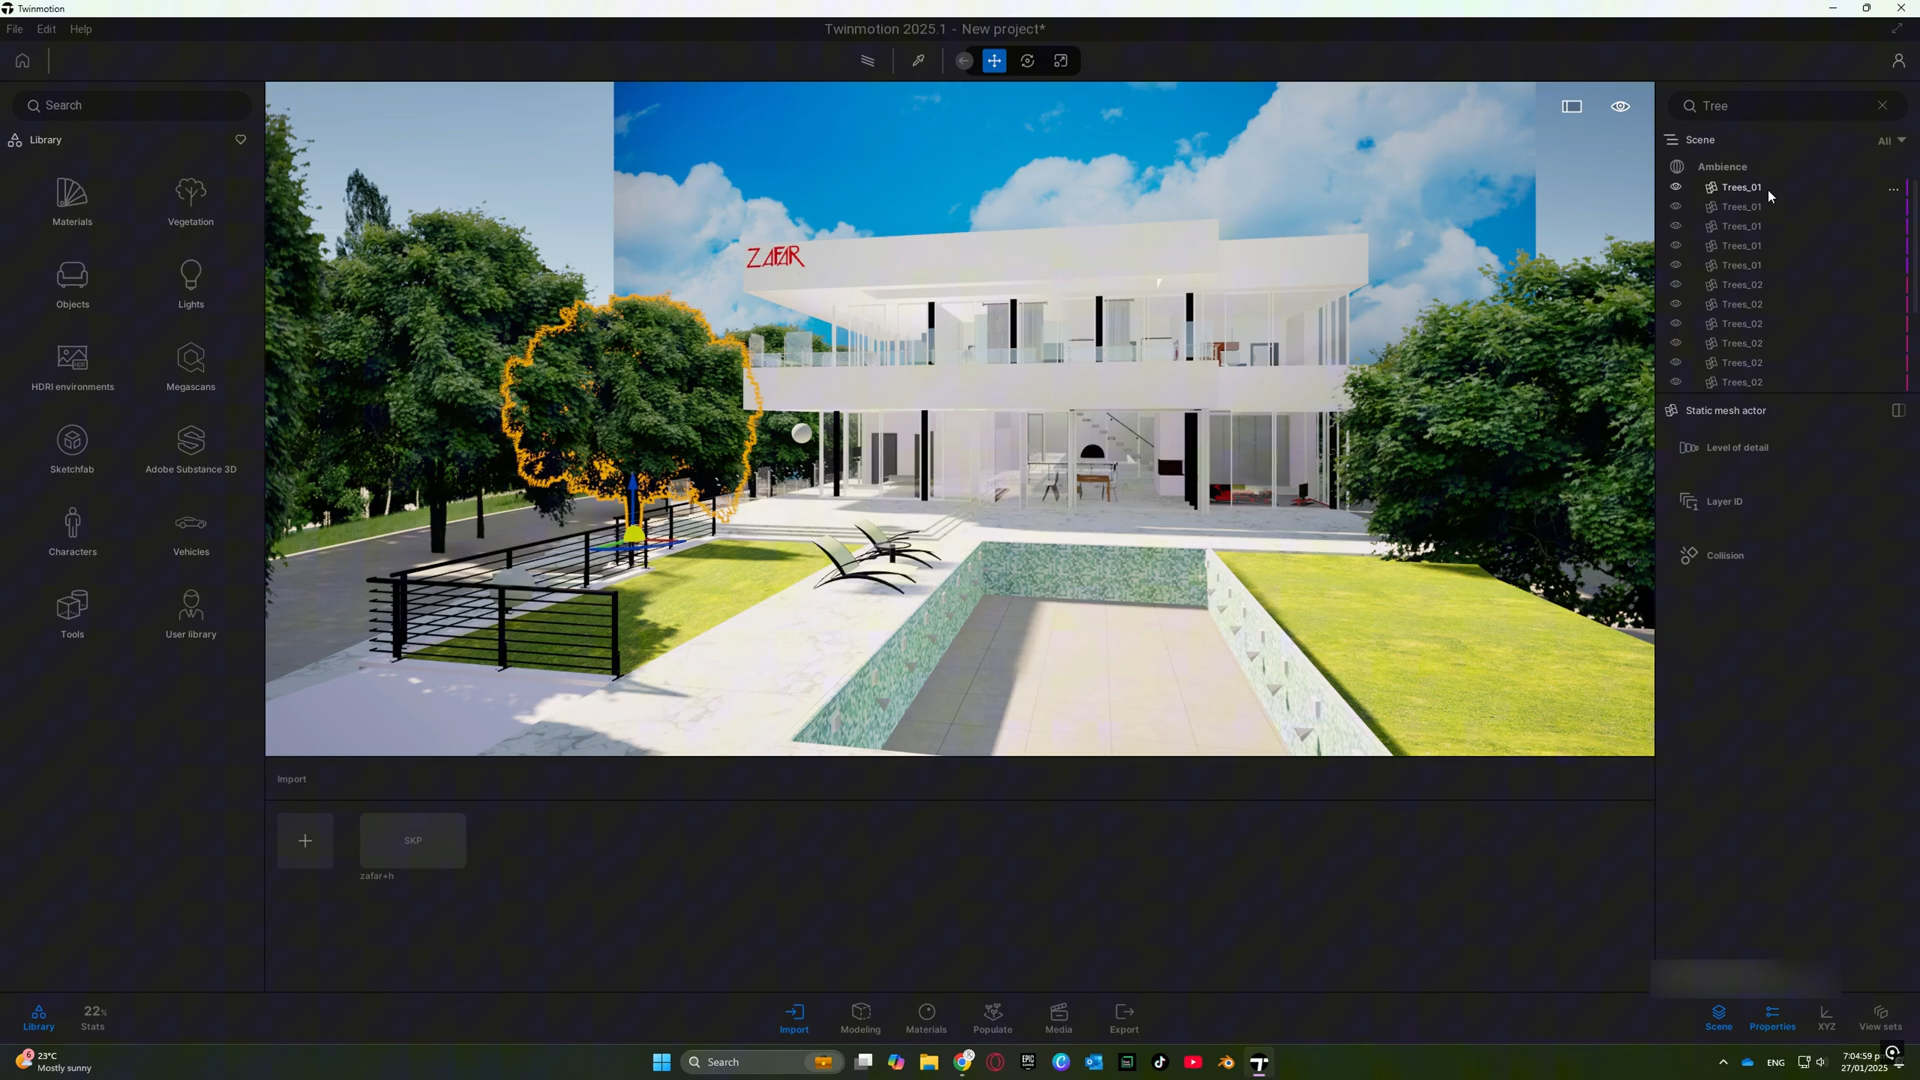 Twinmotion
File Edit Help
Twinmotion 2025.1 - New project*
Search
Library
Materials
Vegetation
Objects
Lights
HDRI environments
Megascans
Sketchfab
Adobe Substance 3D
Characters
Vehicles
Tools
User library
ZAFAR
Tree
Scene
All
Ambience
Trees_01
...
Trees_01
Trees_01
Trees_01
Trees_01
Trees_02
Trees_02
Trees_02
Trees_02
Trees_02
Trees_02
Static mesh actor
Level of detail
Layer ID
Collision
Import
+
SKP
zafar+h
Library
22%
Stats
Import
Modeling
Materials
Populate
Media
Export
Scene
Properties
XYZ
View sets
6
23°C
Mostly sunny
Search
ENG
7:04:59 p
27/01/2025